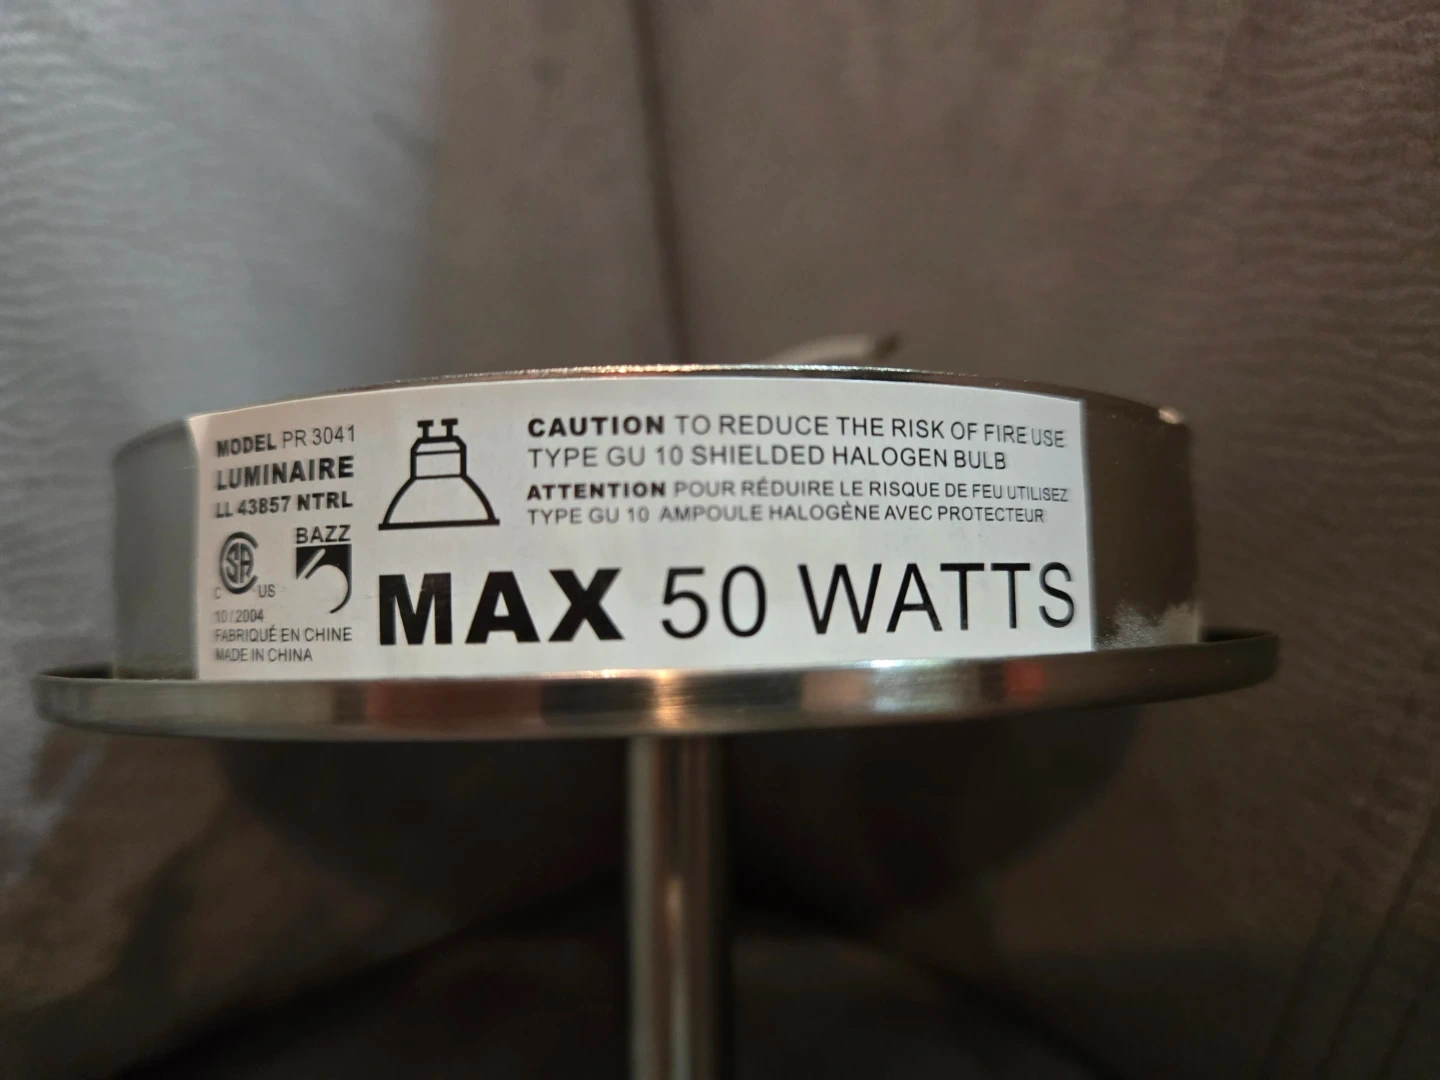 MODEL PR 3041
LUMINAIRE
LL 43857 NTRL
CSA
C US
BAZZ
10/2004
FABRIQUÉ EN CHINE
MADE IN CHINA
CAUTION TO REDUCE THE RISK OF FIRE USE
TYPE GU 10 SHIELDED HALOGEN BULB
ATTENTION POUR RÉDUIRE LE RISQUE DE FEU UTILISEZ
TYPE GU 10 AMPOULE HALOGÈNE AVEC PROTECTEUR
MAX 50 WATTS